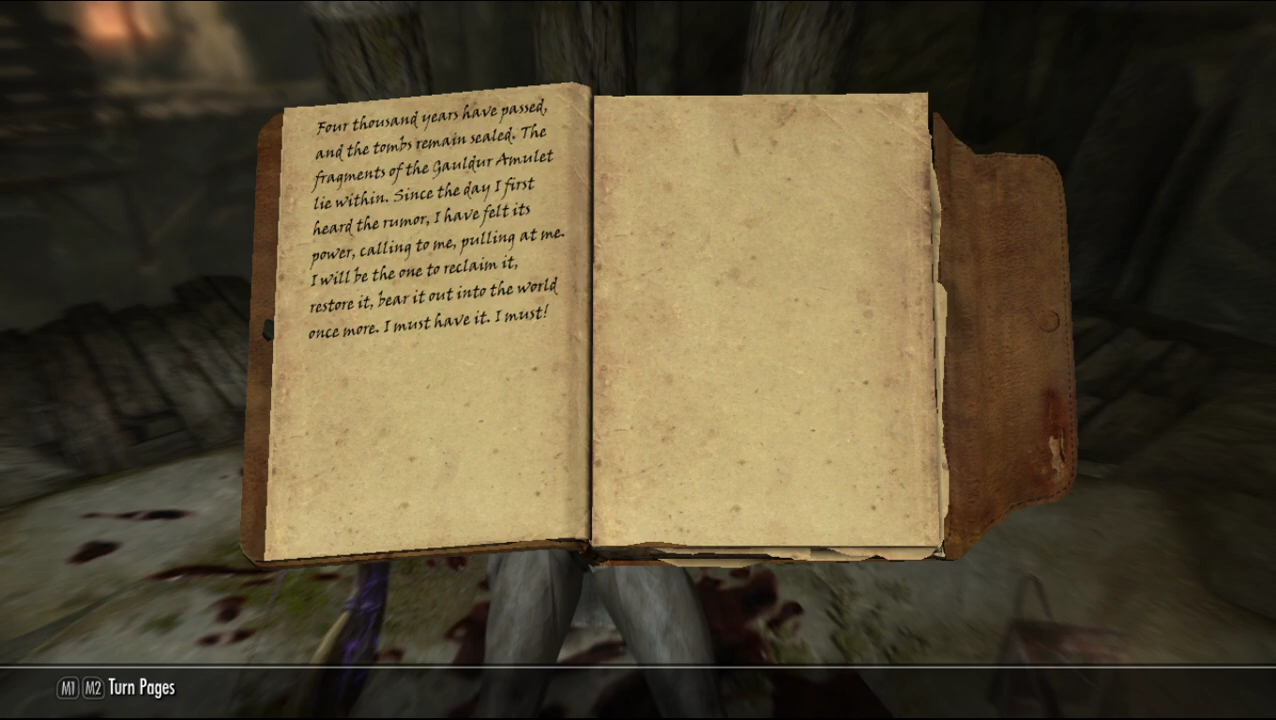 Four thousand years have passed,
and the tombs remain sealed. The
fragments of the Gauldur Amulet
lie within. Since the day I first
heard the rumor, I have felt its
power, calling to me, pulling at me.
I will be the one to reclaim it,
restore it, bear it out into the world
once more. I must have it. I must!
M1 M2 Turn Pages